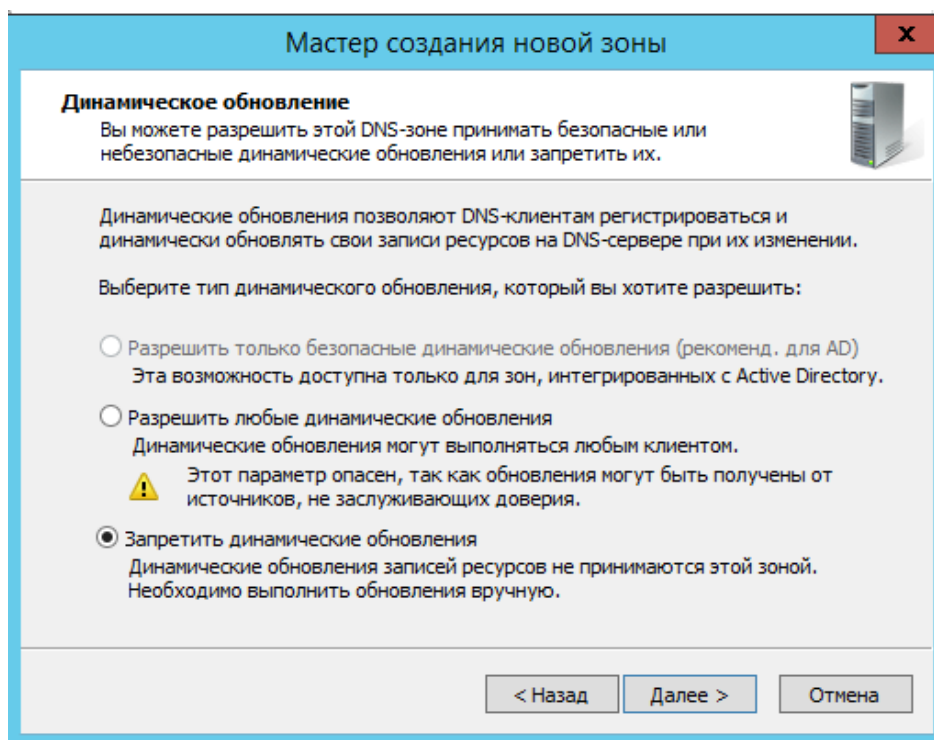 Мастер создания новой зоны
x
Динамическое обновление
Вы можете разрешить этой DNS-зоне принимать безопасные или
небезопасные динамические обновления или запретить их.
Динамические обновления позволяют DNS-клиентам регистрироваться и
динамически обновлять свои записи ресурсов на DNS-сервере при их изменении.
Выберите тип динамического обновления, который вы хотите разрешить:
Разрешить только безопасные динамические обновления (рекоменд. для AD)
Эта возможность доступна только для зон, интегрированных с Active Directory.
Разрешить любые динамические обновления
Динамические обновления могут выполняться любым клиентом.
Этот параметр опасен, так как обновления могут быть получены от
источников, не заслуживающих доверия.
Запретить динамические обновления
Динамические обновления записей ресурсов не принимаются этой зоной.
Необходимо выполнить обновления вручную.
< Назад Далее > Отмена